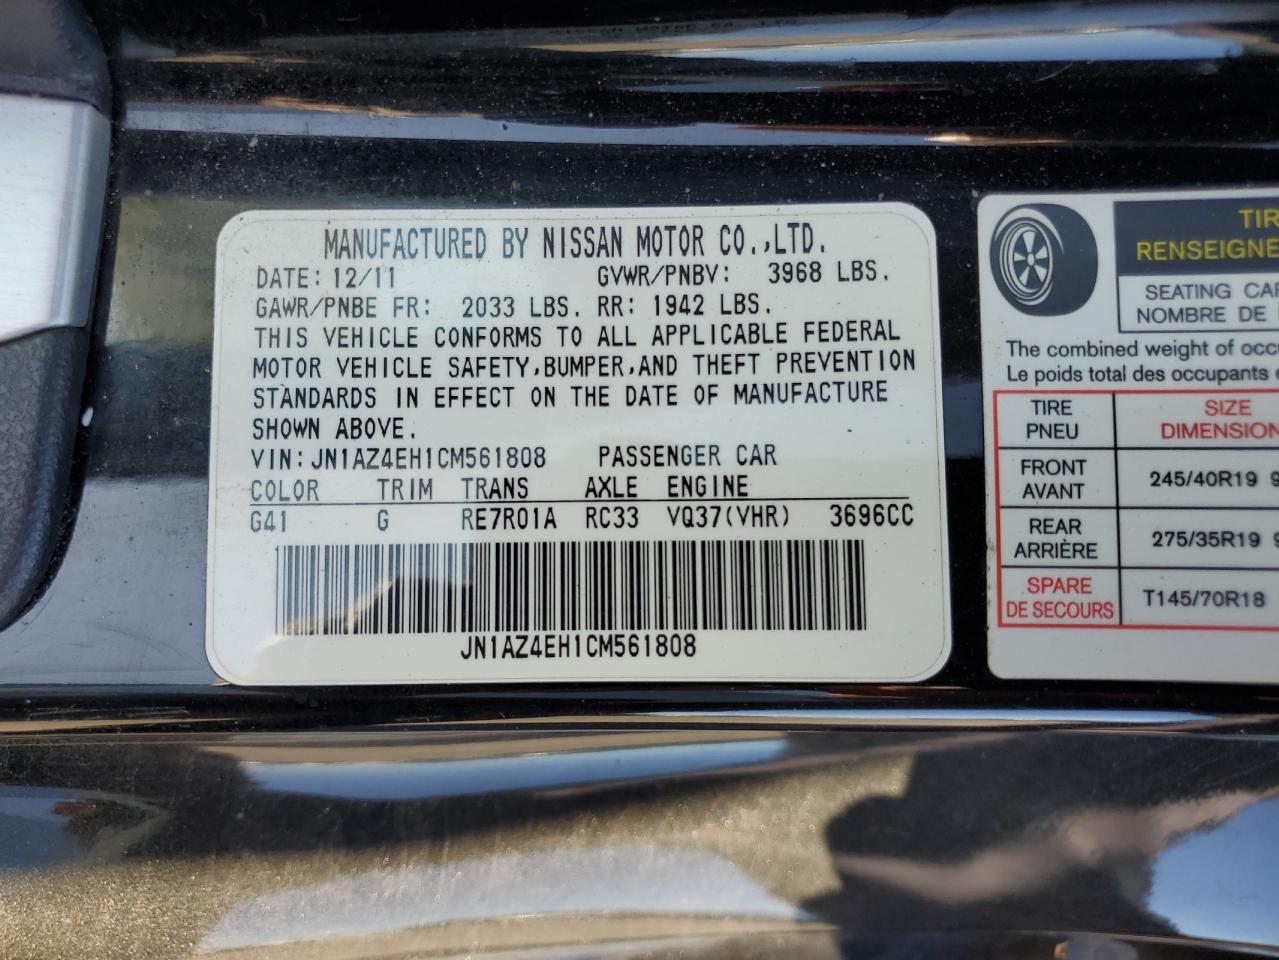 MANUFACTURED BY NISSAN MOTOR CO.,LTD.
DATE: 12/11 GVWR/PNBV: 3968 LBS.
GAWR/PNBE FR: 2033 LBS. RR: 1942 LBS.
THIS VEHICLE CONFORMS TO ALL APPLICABLE FEDERAL
MOTOR VEHICLE SAFETY,BUMPER,AND THEFT PREVENTION
STANDARDS IN EFFECT ON THE DATE OF MANUFACTURE
SHOWN ABOVE.
VIN: JN1AZ4EH1CM561808 PASSENGER CAR
COLOR TRIM TRANS AXLE ENGINE
G41 G RE7R01A RC33 VQ37(VHR) 3696CC
JN1AZ4EH1CM561808
TIR
RENSEIGNE
SEATING CAP
NOMBRE DE
The combined weight of occ
Le poids total des occupants
TIRE SIZE
PNEU DIMENSION
FRONT
AVANT 245/40R19 9
REAR
ARRIÈRE 275/35R19 9
SPARE
DE SECOURS T145/70R18